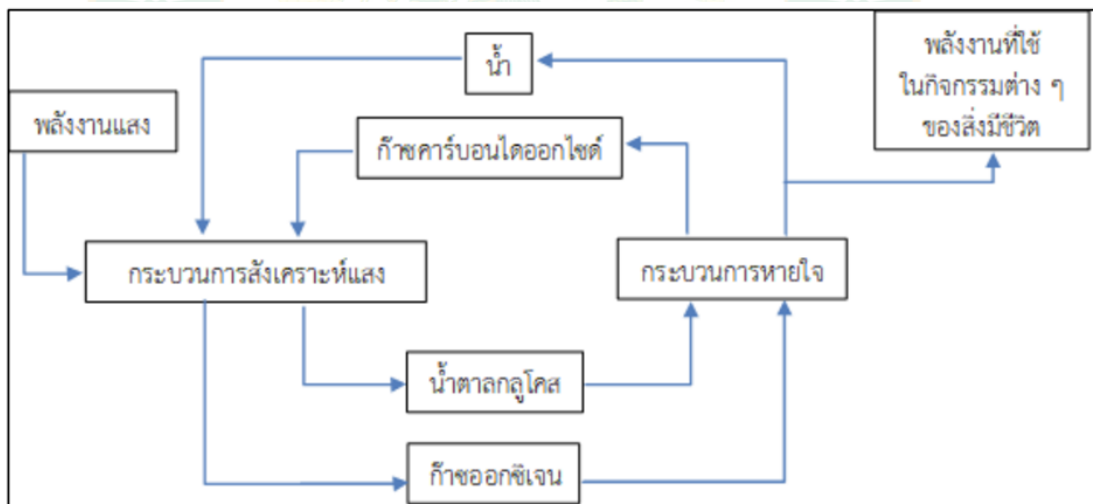 น้ำ
พลังงานที่ใช้
ในกิจกรรมต่าง ๆ
ของสิ่งมีชีวิต
พลังงานแสง
ก๊าซคาร์บอนไดออกไซด์
กระบวนการสังเคราะห์แสง
กระบวนการหายใจ
น้ำตาลกลูโคส
ก๊าซออกซิเจน